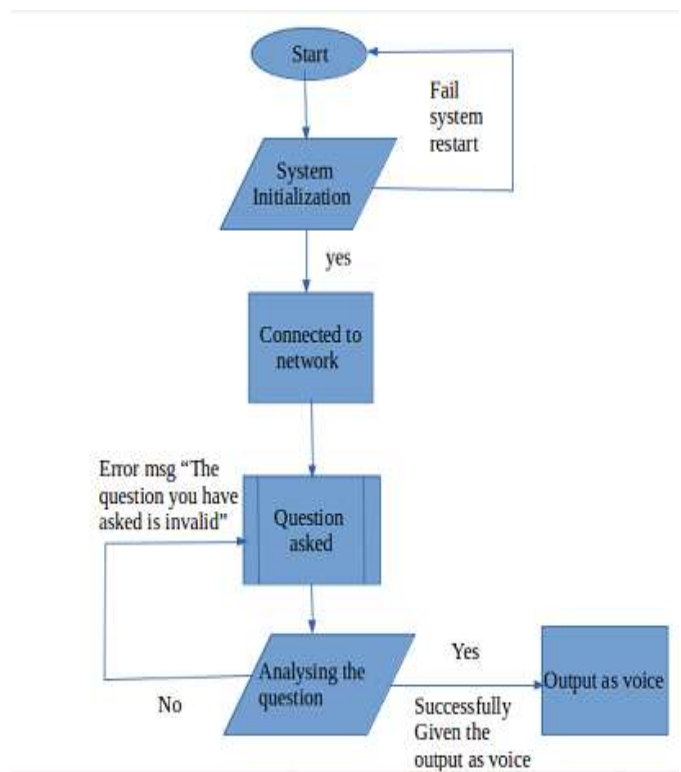 Start
Fail
system
restart
System
Initialization
yes
Connected to
network
Error msg “The
question you have
asked is invalid”
Question
asked
Analysing the
question
No
Yes
Successfully
Given the
output as voice
Output as voice